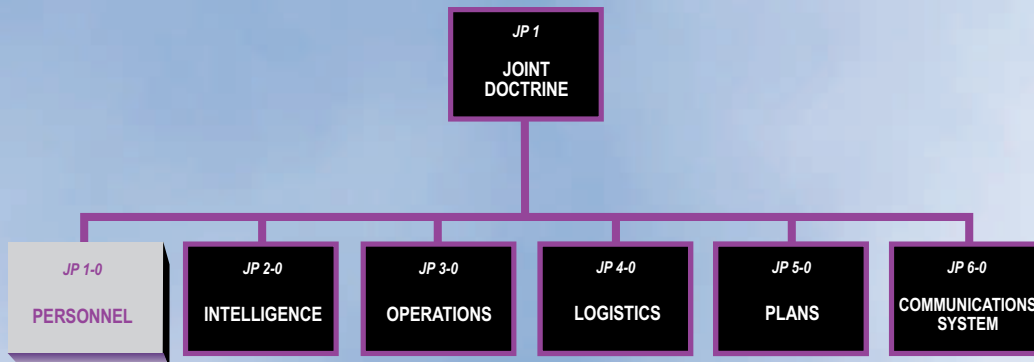 JP 1
JOINT
DOCTRINE
JP 1-0
PERSONNEL
JP 2-0
INTELLIGENCE
JP 3-0
OPERATIONS
JP 4-0
LOGISTICS
JP 5-0
PLANS
JP 6-0
COMMUNICATIONS
SYSTEM